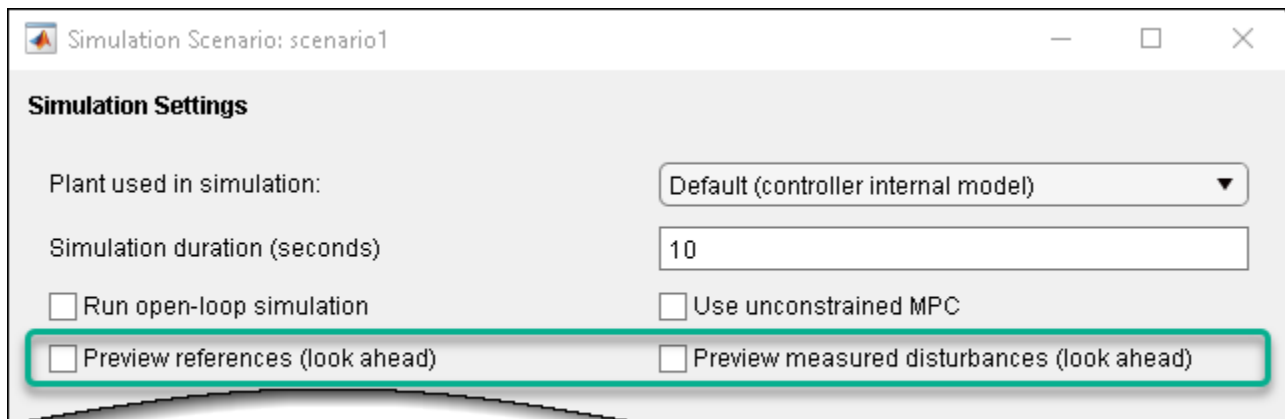 Simulation Scenario: scenario1
Simulation Settings
Plant used in simulation: Default (controller internal model)
Simulation duration (seconds) 10
Run open-loop simulation Use unconstrained MPC
Preview references (look ahead) Preview measured disturbances (look ahead)